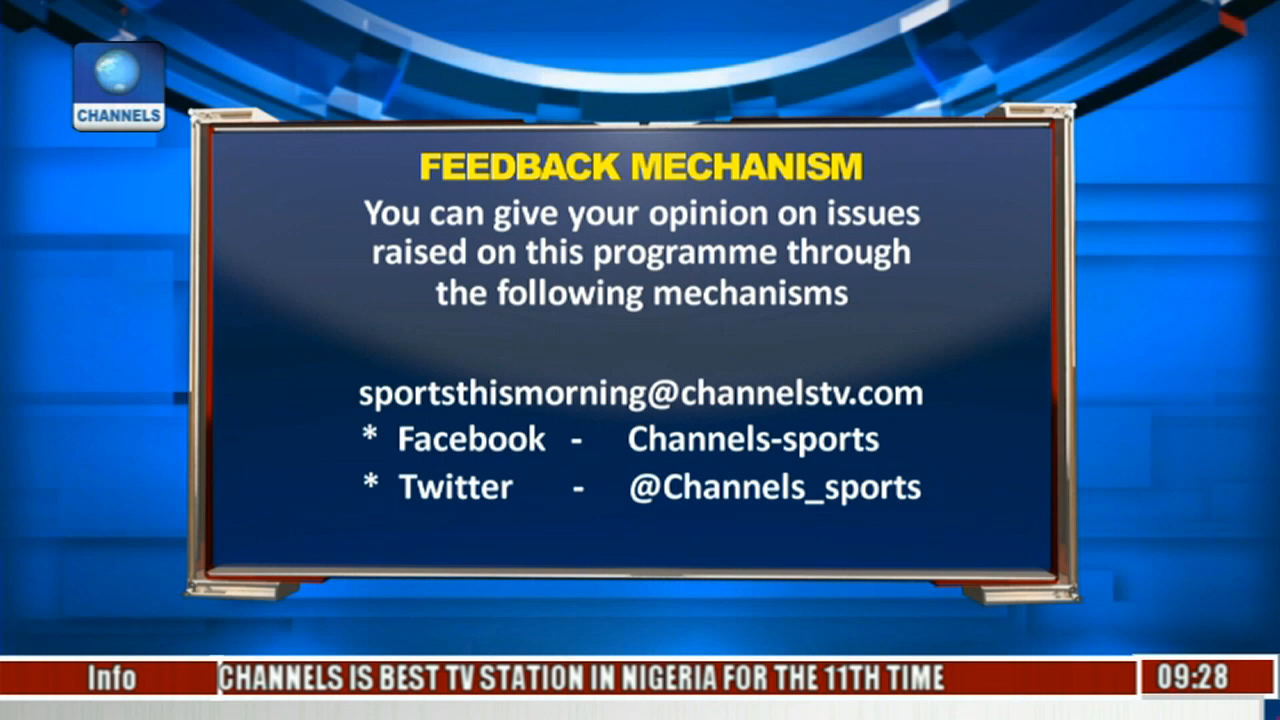 CHANNELS
FEEDBACK MECHANISM
You can give your opinion on issues
raised on this programme through
the following mechanisms
sportsthismorning@channelstv.com
* Facebook - Channels-sports
* Twitter - @Channels_sports
Info
CHANNELS IS BEST TV STATION IN NIGERIA FOR THE 11TH TIME
09:28